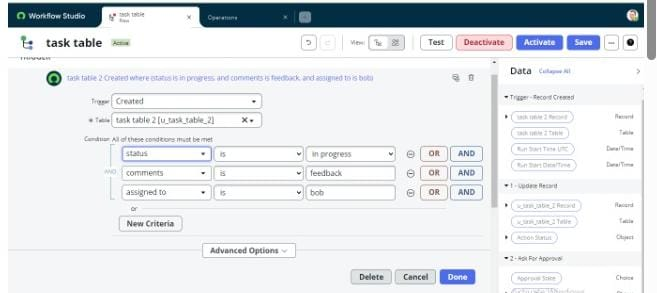 Workflow Studio
task table
Flow
Operations
task table
Active
View:
Test
Deactivate
Activate
Save
task table 2 Created where (status is in progress, and comments is feedback, and assigned to is bob)
Trigger
Created
* Table
task table 2 [u_task_table_2]
Condition
All of these conditions must be met
status
is
in progress
OR
AND
AND
comments
is
feedback
OR
AND
assigned to
is
bob
OR
AND
or
New Criteria
Advanced Options
Delete
Cancel
Done
Data
Collapse All
Trigger - Record Created
task table 2 Record
Record
task table 2 Table
Table
Run Start Time UTC
Date/Time
Run Start Date/Time
Date/Time
1 - Update Record
u_task_table_2 Record
Record
u_task_table_2 Table
Table
Action Status
Object
2 - Ask For Approval
Approval State
Choice